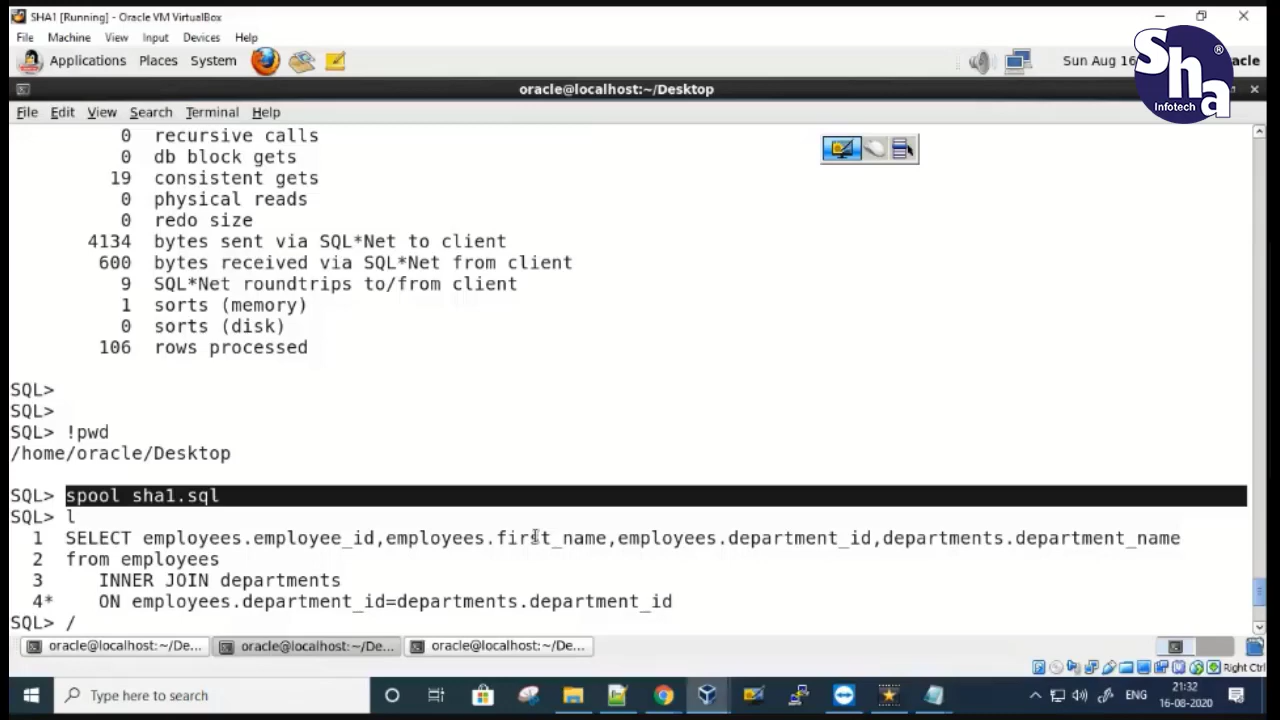 SHA1 [Running] - Oracle VM VirtualBox
File Machine View Input Devices Help
Applications Places System Sun Aug 16 acle
Sha ®
Infotech
oracle@localhost:~/Desktop
File Edit View Search Terminal Help
0 recursive calls
0 db block gets
19 consistent gets
0 physical reads
0 redo size
4134 bytes sent via SQL*Net to client
600 bytes received via SQL*Net from client
9 SQL*Net roundtrips to/from client
1 sorts (memory)
0 sorts (disk)
106 rows processed
SQL>
SQL>
SQL> !pwd
/home/oracle/Desktop
SQL> spool sha1.sql
SQL> l
1 SELECT employees.employee_id,employees.first_name,employees.department_id,departments.department_name
2 from employees
3 INNER JOIN departments
4* ON employees.department_id=departments.department_id
SQL> /
oracle@localhost:~/De... oracle@localhost:~/De... oracle@localhost:~/De...
Right Ctrl
Type here to search
ENG
21:32
16-08-2020